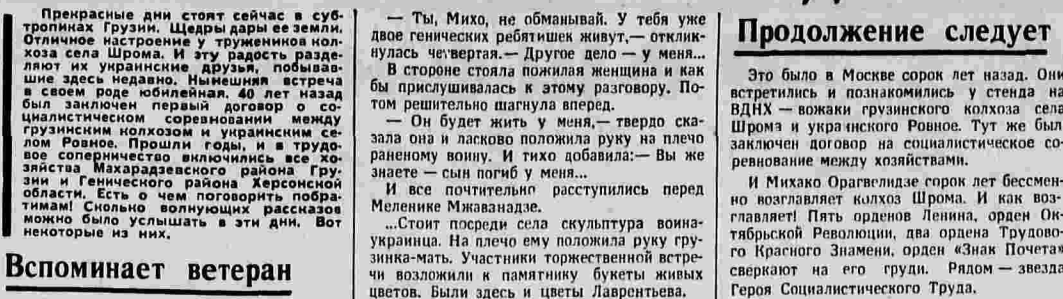 Прекрасные дни стоят сейчас в суб-
тропиках Грузии. Щедры дары ее земли.
Отличное настроение у тружеников кол-
хоза села Шрома. И эту радость разде-
ляют их украинские друзья, побывав-
шие здесь недавно. Нынешняя встреча
в своем роде юбилейная. 40 лет назад
был заключен первый договор о со-
циалистическом соревновании между
грузинским колхозом и украинским се-
лом Ровное. Прошли годы, и в трудо-
вое соперничество включились все хо-
зяйства Махарадзевского района Гру-
зии и Генического района Херсонской
области. Есть о чем поговорить побра-
тимам! Сколько волнующих рассказов
можно было услышать в эти дни. Вот
некоторые из них.
Вспоминает ветеран
— Ты, Михо, не обманывай. У тебя уже
двое генических ребятишек живут,— отклик-
нулась четвертая.— Другое дело — у меня...
В стороне стояла пожилая женщина и как
бы прислушивалась к этому разговору. По-
том решительно шагнула вперед.
— Он будет жить у меня,— твердо ска-
зала она и ласково положила руку на плечо
раненому воину. И тихо добавила:— Вы же
знаете — сын погиб у меня...
И все почтительно расступились перед
Меленике Мжаванадзе.
...Стоит посреди села скульптура воина-
украинца. На плечо ему положила руку гру-
зинка-мать. Участники торжественной встре-
чи возложили к памятнику букеты живых
цветов. Были здесь и цветы Лаврентьева.
Продолжение следует
Это было в Москве сорок лет назад. Они
встретились и познакомились у стенда на
ВДНХ — вожаки грузинского колхоза села
Шрома и украинского Ровное. Тут же был
заключен договор на социалистическое со-
ревнование между хозяйствами.
И Михако Орагвелидзе сорок лет бессмен-
но возглавляет колхоз Шрома. И как воз-
главляет! Пять орденов Ленина, орден Ок-
тябрьской Революции, два ордена Трудово-
го Красного Знамени, орден «Знак Почета»
сверкают на его груди. Рядом — звезда
Героя Социалистического Труда.